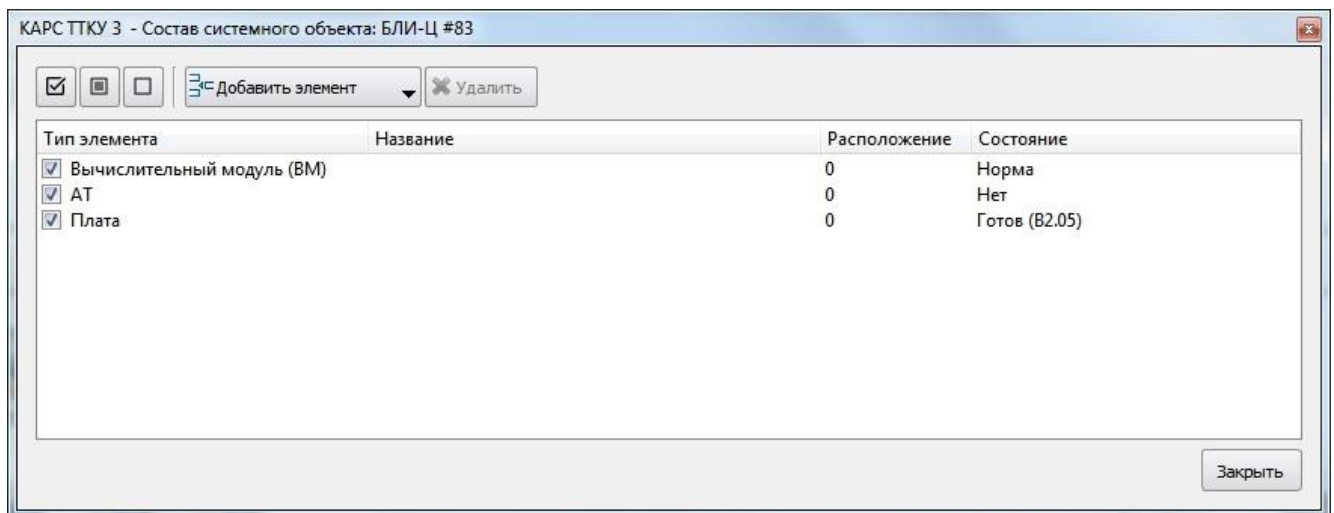 КАРС ТТКУ 3 - Состав системного объекта: БЛИ-Ц #83
Добавить элемент Удалить
Тип элемента Название Расположение Состояние
Вычислительный модуль (ВМ) 0 Норма
АТ 0 Нет
Плата 0 Готов (В2.05)
Закрыть